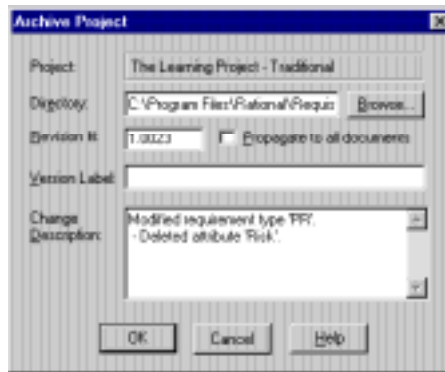 Archive Project
Project: The Learning Project - Traditional
Directory: C:\Program Files\Rational\Requis Browse...
Revision #: 1.0023 Propagate to all documents
Version Label:
Change Description: Modified requirement type 'PR'.
- Deleted attribute 'Risk'.
OK Cancel Help